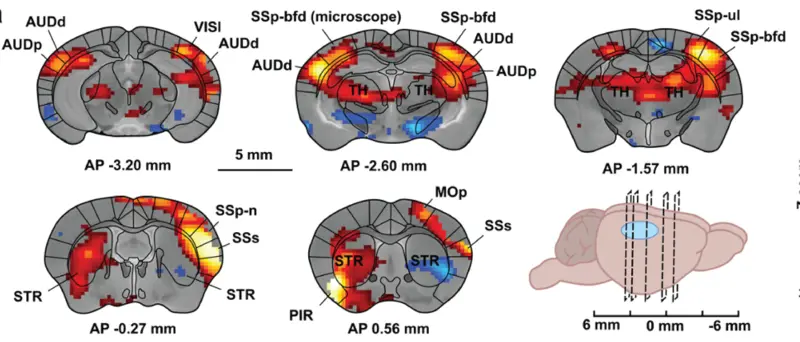 AUDd
AUDp
VISl
AUDd
AP -3.20 mm
SSp-bfd (microscope)
SSp-bfd
AUDd
AUDd
AUDp
TH
TH
AP -2.60 mm
SSp-ul
SSp-bfd
TH
TH
AP -1.57 mm
5 mm
SSp-n
SSs
STR
STR
AP -0.27 mm
MOp
SSs
STR
STR
PIR
AP 0.56 mm
6 mm
0 mm
-6 mm